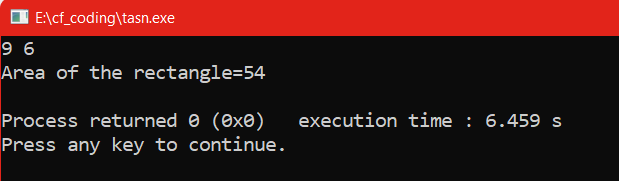 E:\cf_coding\tasn.exe
9 6
Area of the rectangle=54
Process returned 0 (0x0)   execution time : 6.459 s
Press any key to continue.